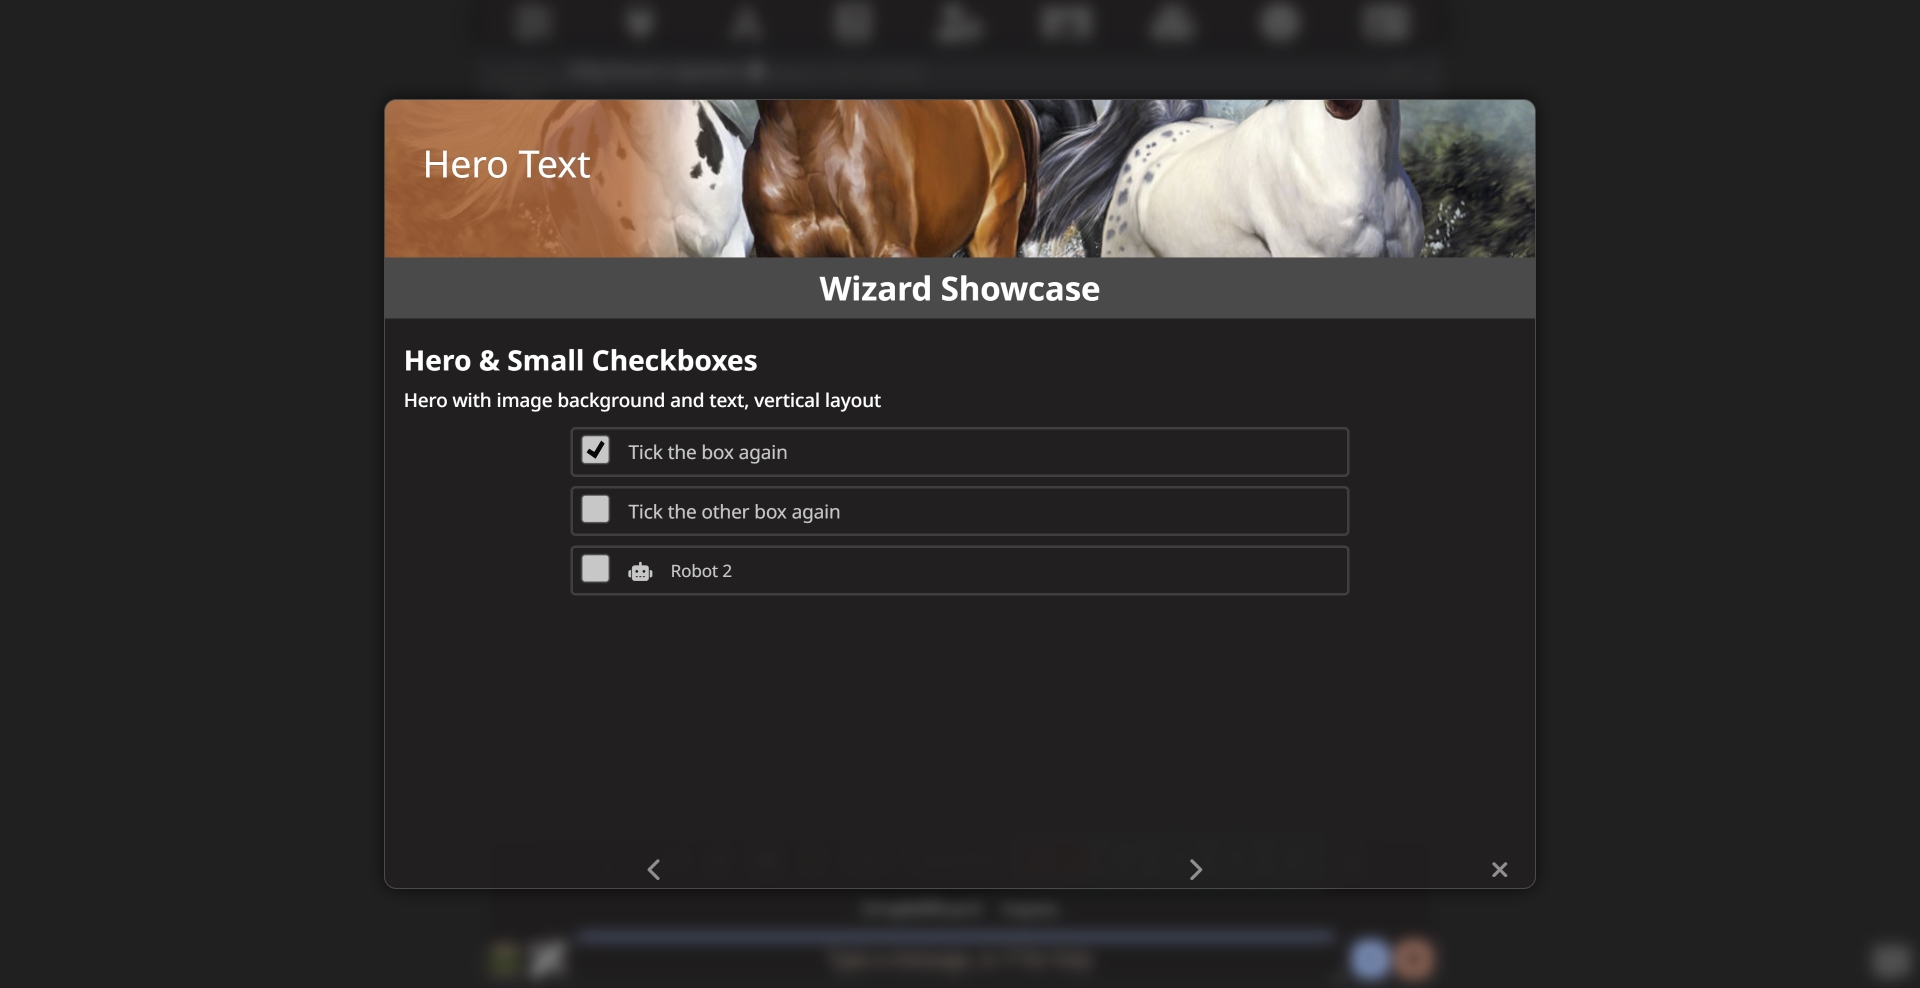 Hero Text
Wizard Showcase
Hero & Small Checkboxes
Hero with image background and text, vertical layout
Tick the box again
Tick the other box again
Robot 2